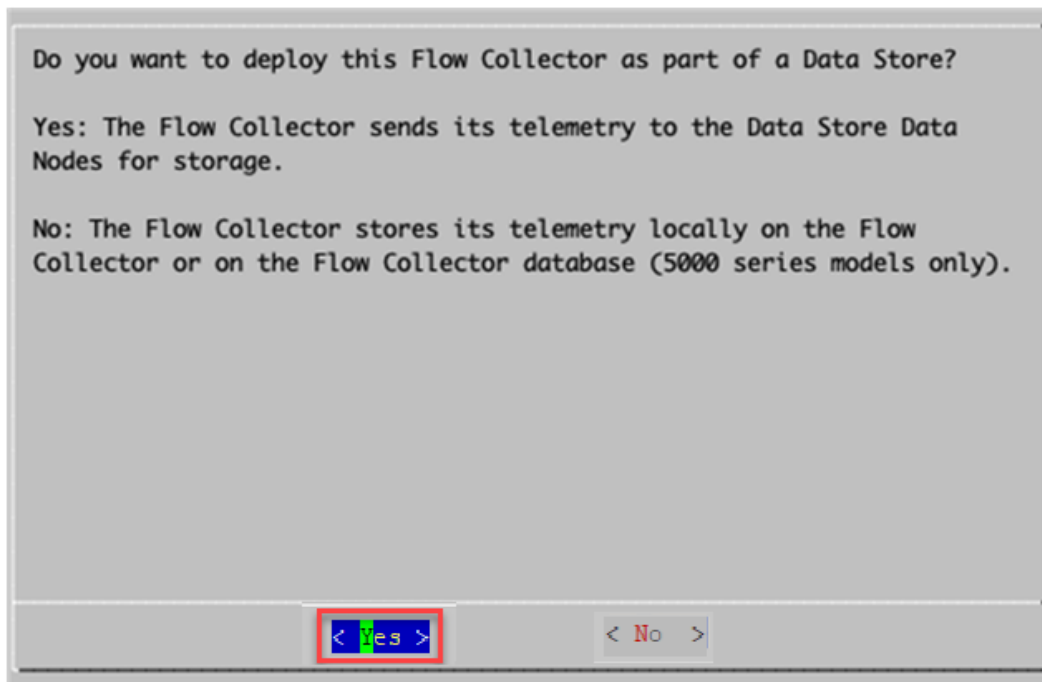 Do you want to deploy this Flow Collector as part of a Data Store?
Yes: The Flow Collector sends its telemetry to the Data Store Data
Nodes for storage.
No: The Flow Collector stores its telemetry locally on the Flow
Collector or on the Flow Collector database (5000 series models only).
< Yes > < No >